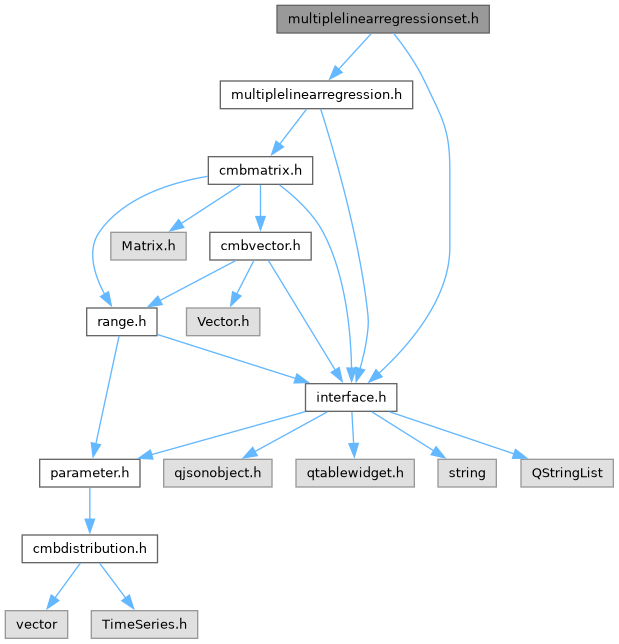 multiplelinearregressionset.h
multiplelinearregression.h
cmbmatrix.h
Matrix.h
cmbvector.h
range.h
Vector.h
interface.h
parameter.h
qjsonobject.h
qtablewidget.h
string
QStringList
cmbdistribution.h
vector
TimeSeries.h